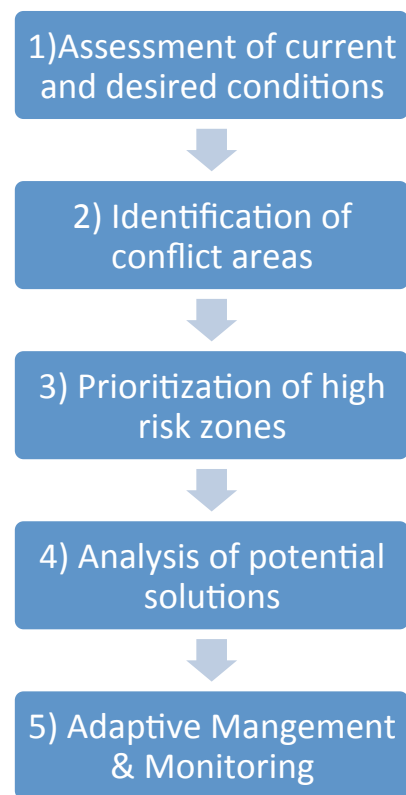 1)Assessment of current
and desired conditions
2) Identification of
conflict areas
3) Prioritization of high
risk zones
4) Analysis of potential
solutions
5) Adaptive Mangement
& Monitoring